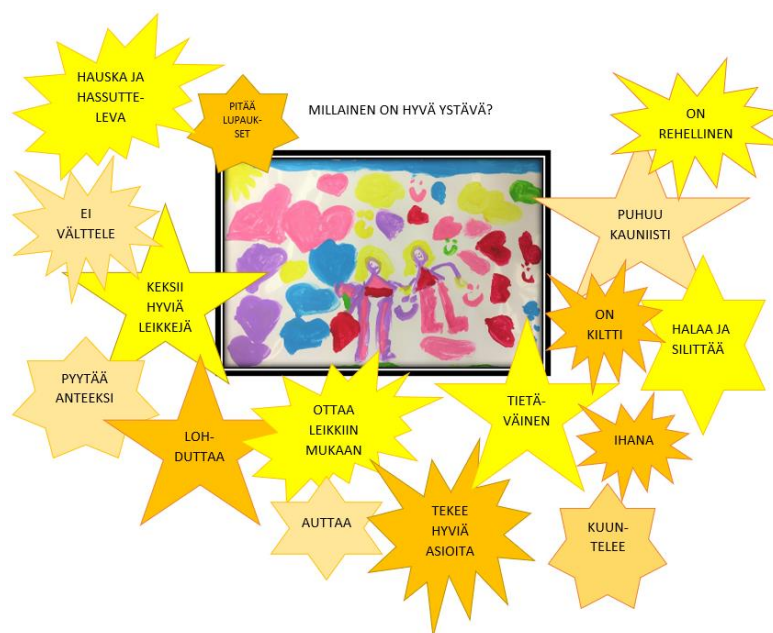 MILLAINEN ON HYVÄ YSTÄVÄ?
HAUSKA JA
HASSUTTE-
LEVA
PITÄÄ
LUPAUK-
SET
ON
REHELLINEN
EI
VÄLTTELE
PUHUU
KAUNIISTI
KEKSII
HYVIÄ
LEIKKEJÄ
ON
KILTTI
HALAA JA
SILITTÄÄ
PYYTÄÄ
ANTEEKSI
LOH-
DUTTAA
OTTAA
LEIKKIIN
MUKAAN
TIETÄ-
VÄINEN
IHANA
AUTTAA
TEKEE
HYVIÄ
ASIOITA
KUUN-
TELEE